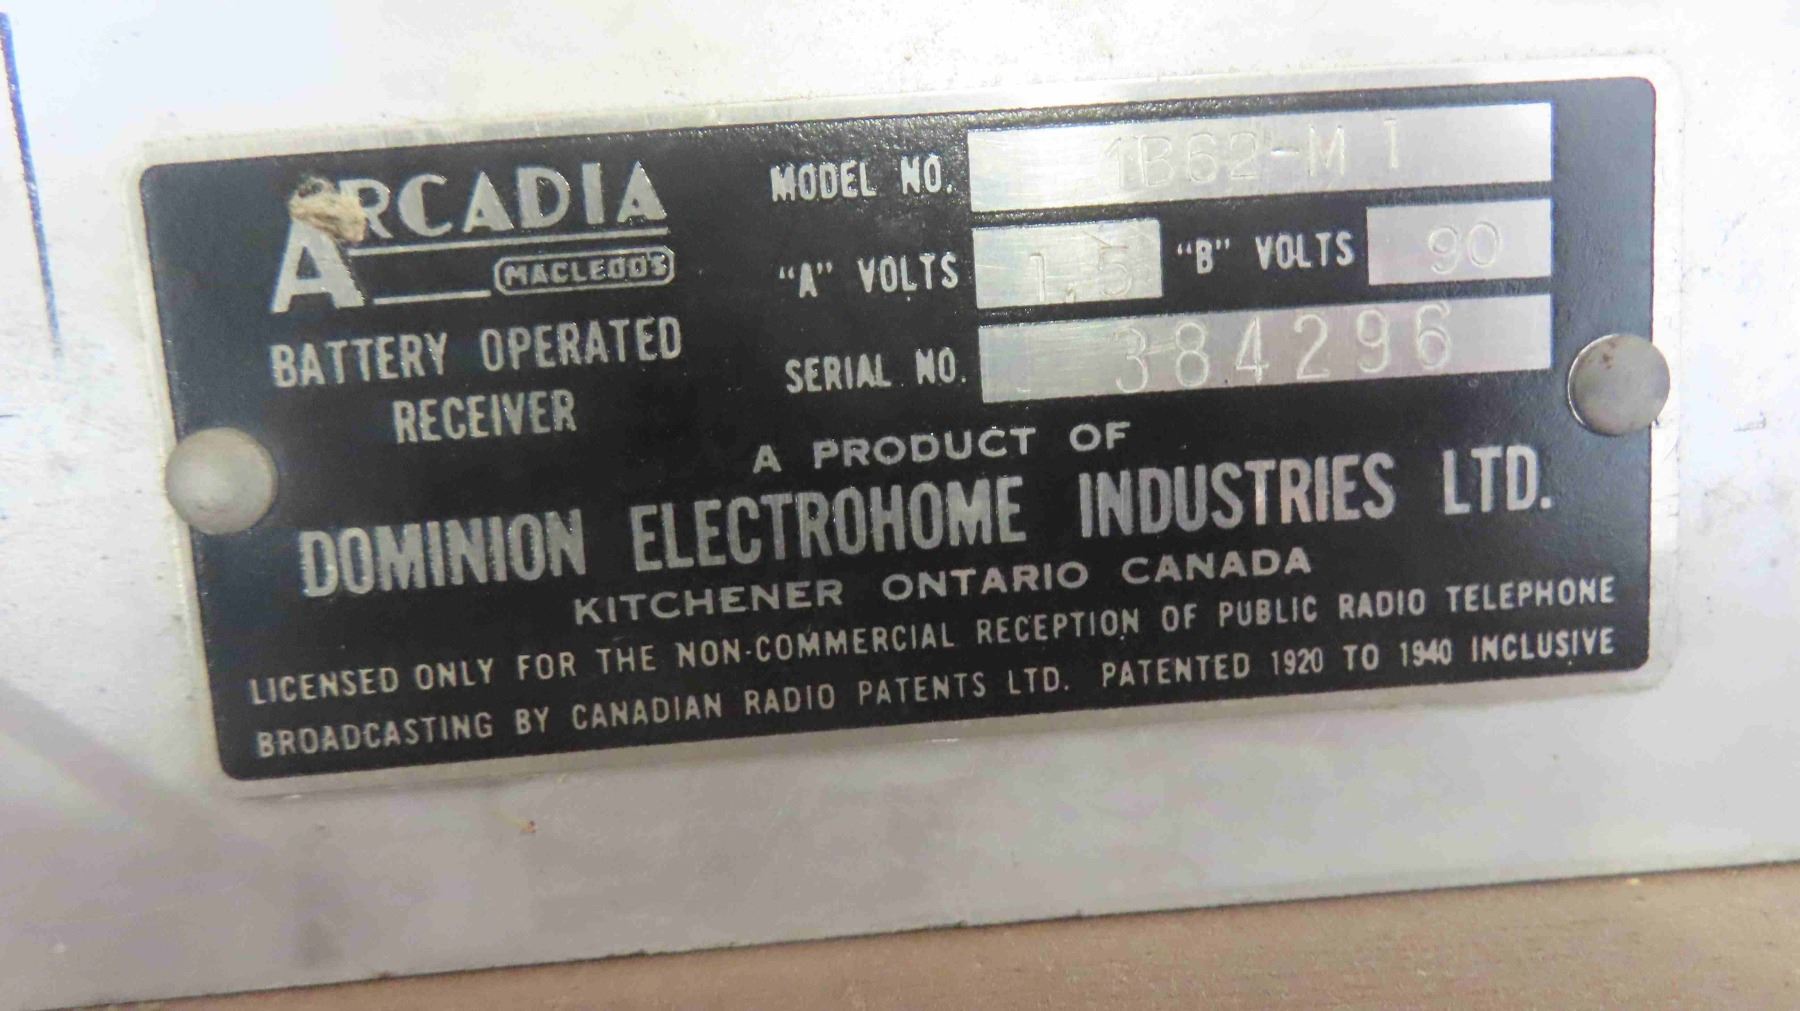 ARCADIA
MACLEOD'S
BATTERY OPERATED
RECEIVER
MODEL NO. 1B62-M I
"A" VOLTS 1.5 "B" VOLTS 90
SERIAL NO. 384296
A PRODUCT OF
DOMINION ELECTROHOME INDUSTRIES LTD.
KITCHENER ONTARIO CANADA
LICENSED ONLY FOR THE NON-COMMERCIAL RECEPTION OF PUBLIC RADIO TELEPHONE
BROADCASTING BY CANADIAN RADIO PATENTS LTD. PATENTED 1920 TO 1940 INCLUSIVE